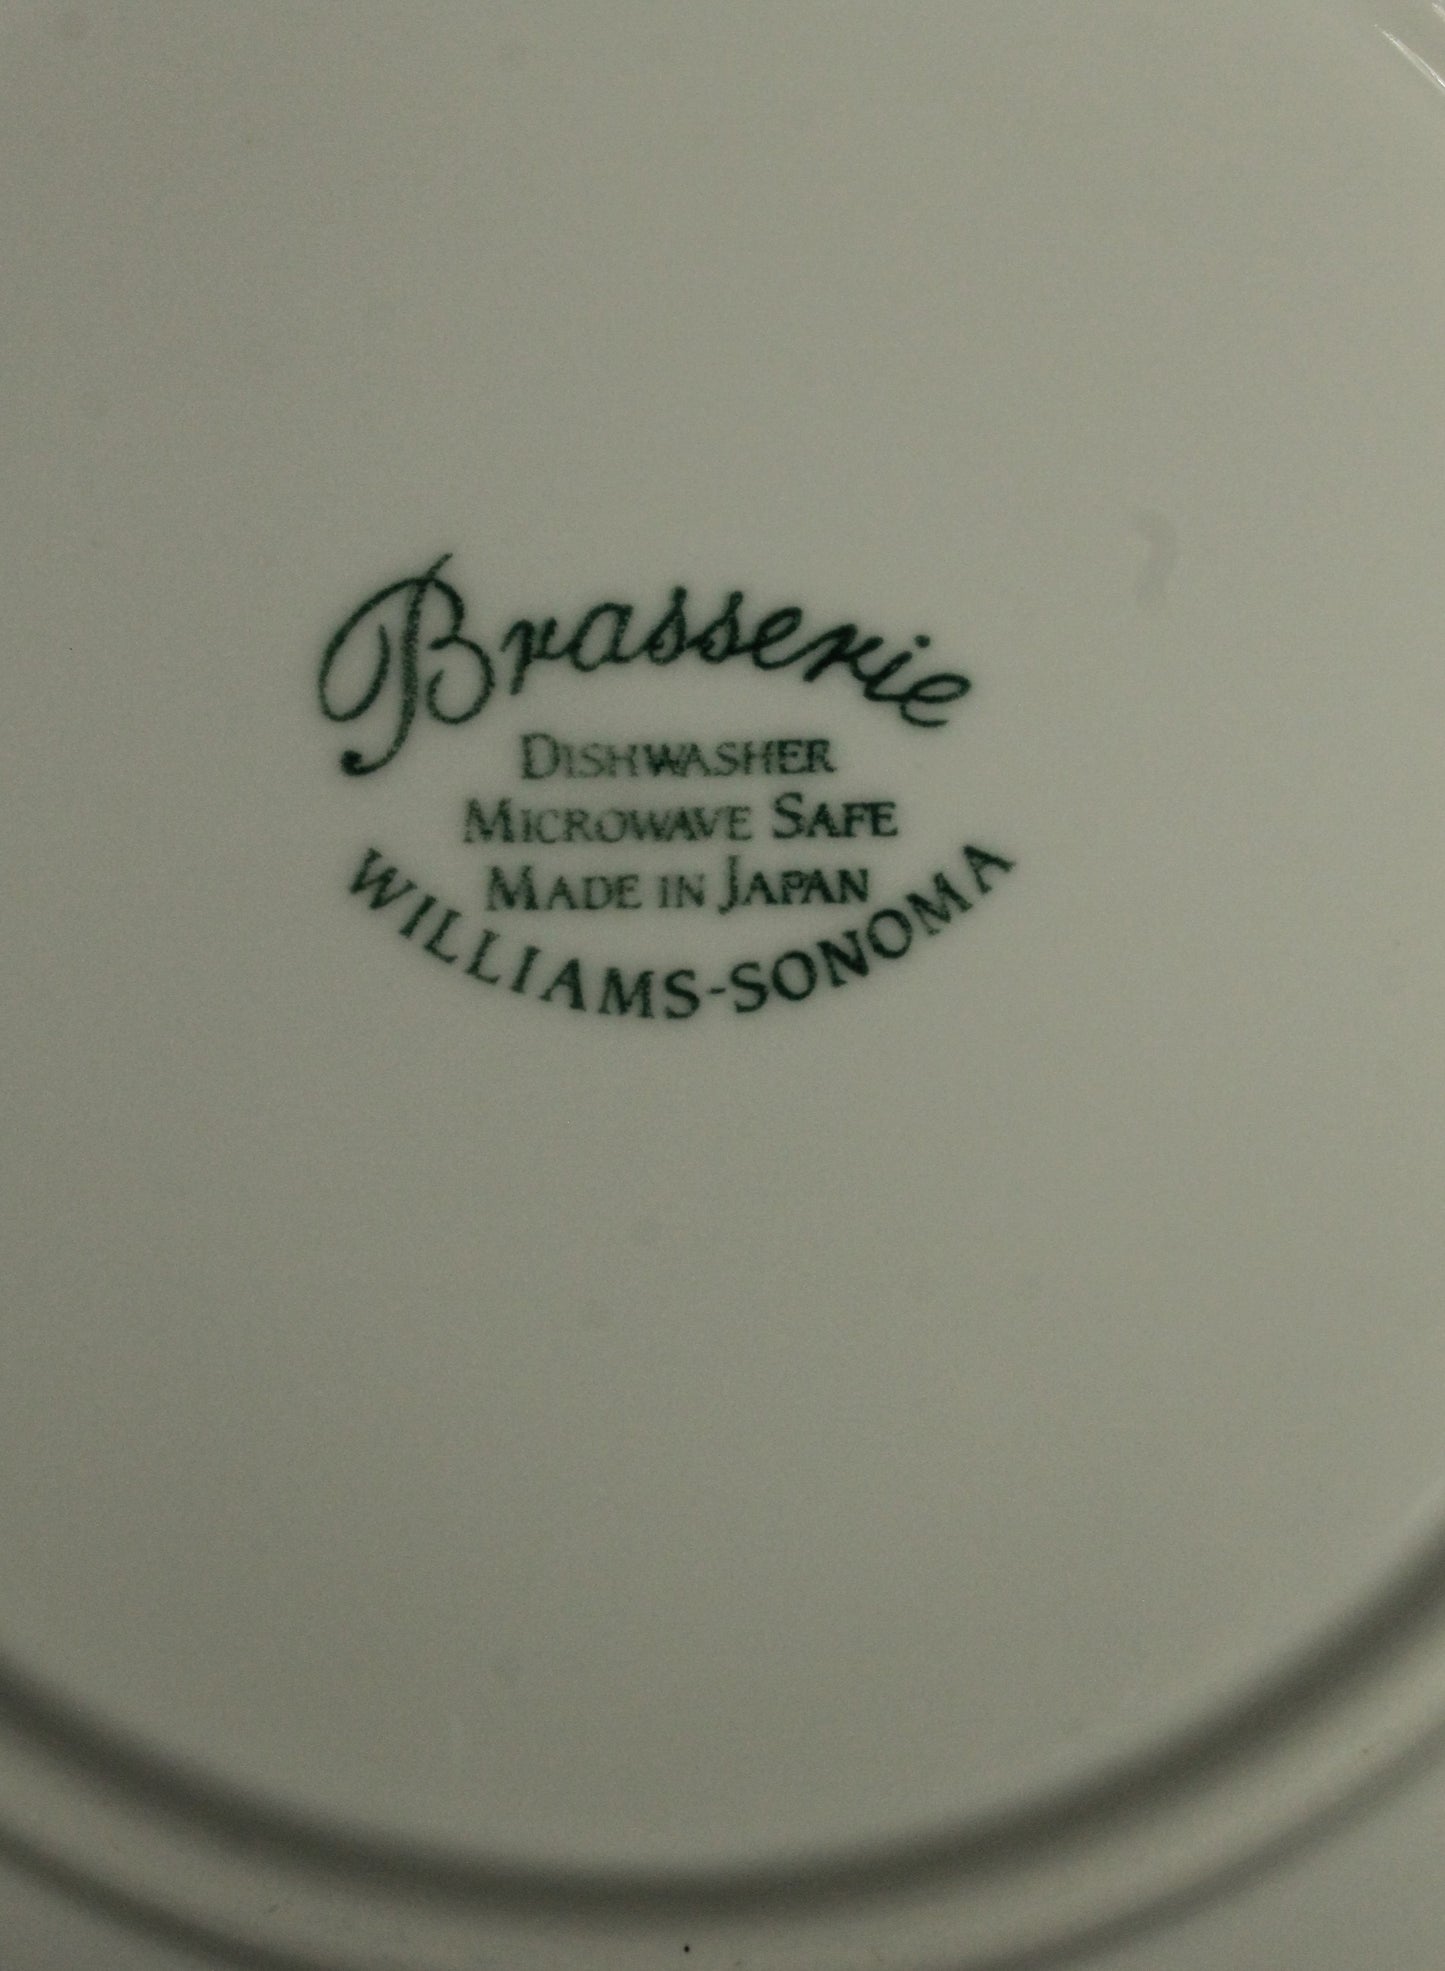 Brasserie
DISHWASHER
MICROWAVE SAFE
MADE IN JAPAN
WILLIAMS-SONOMA